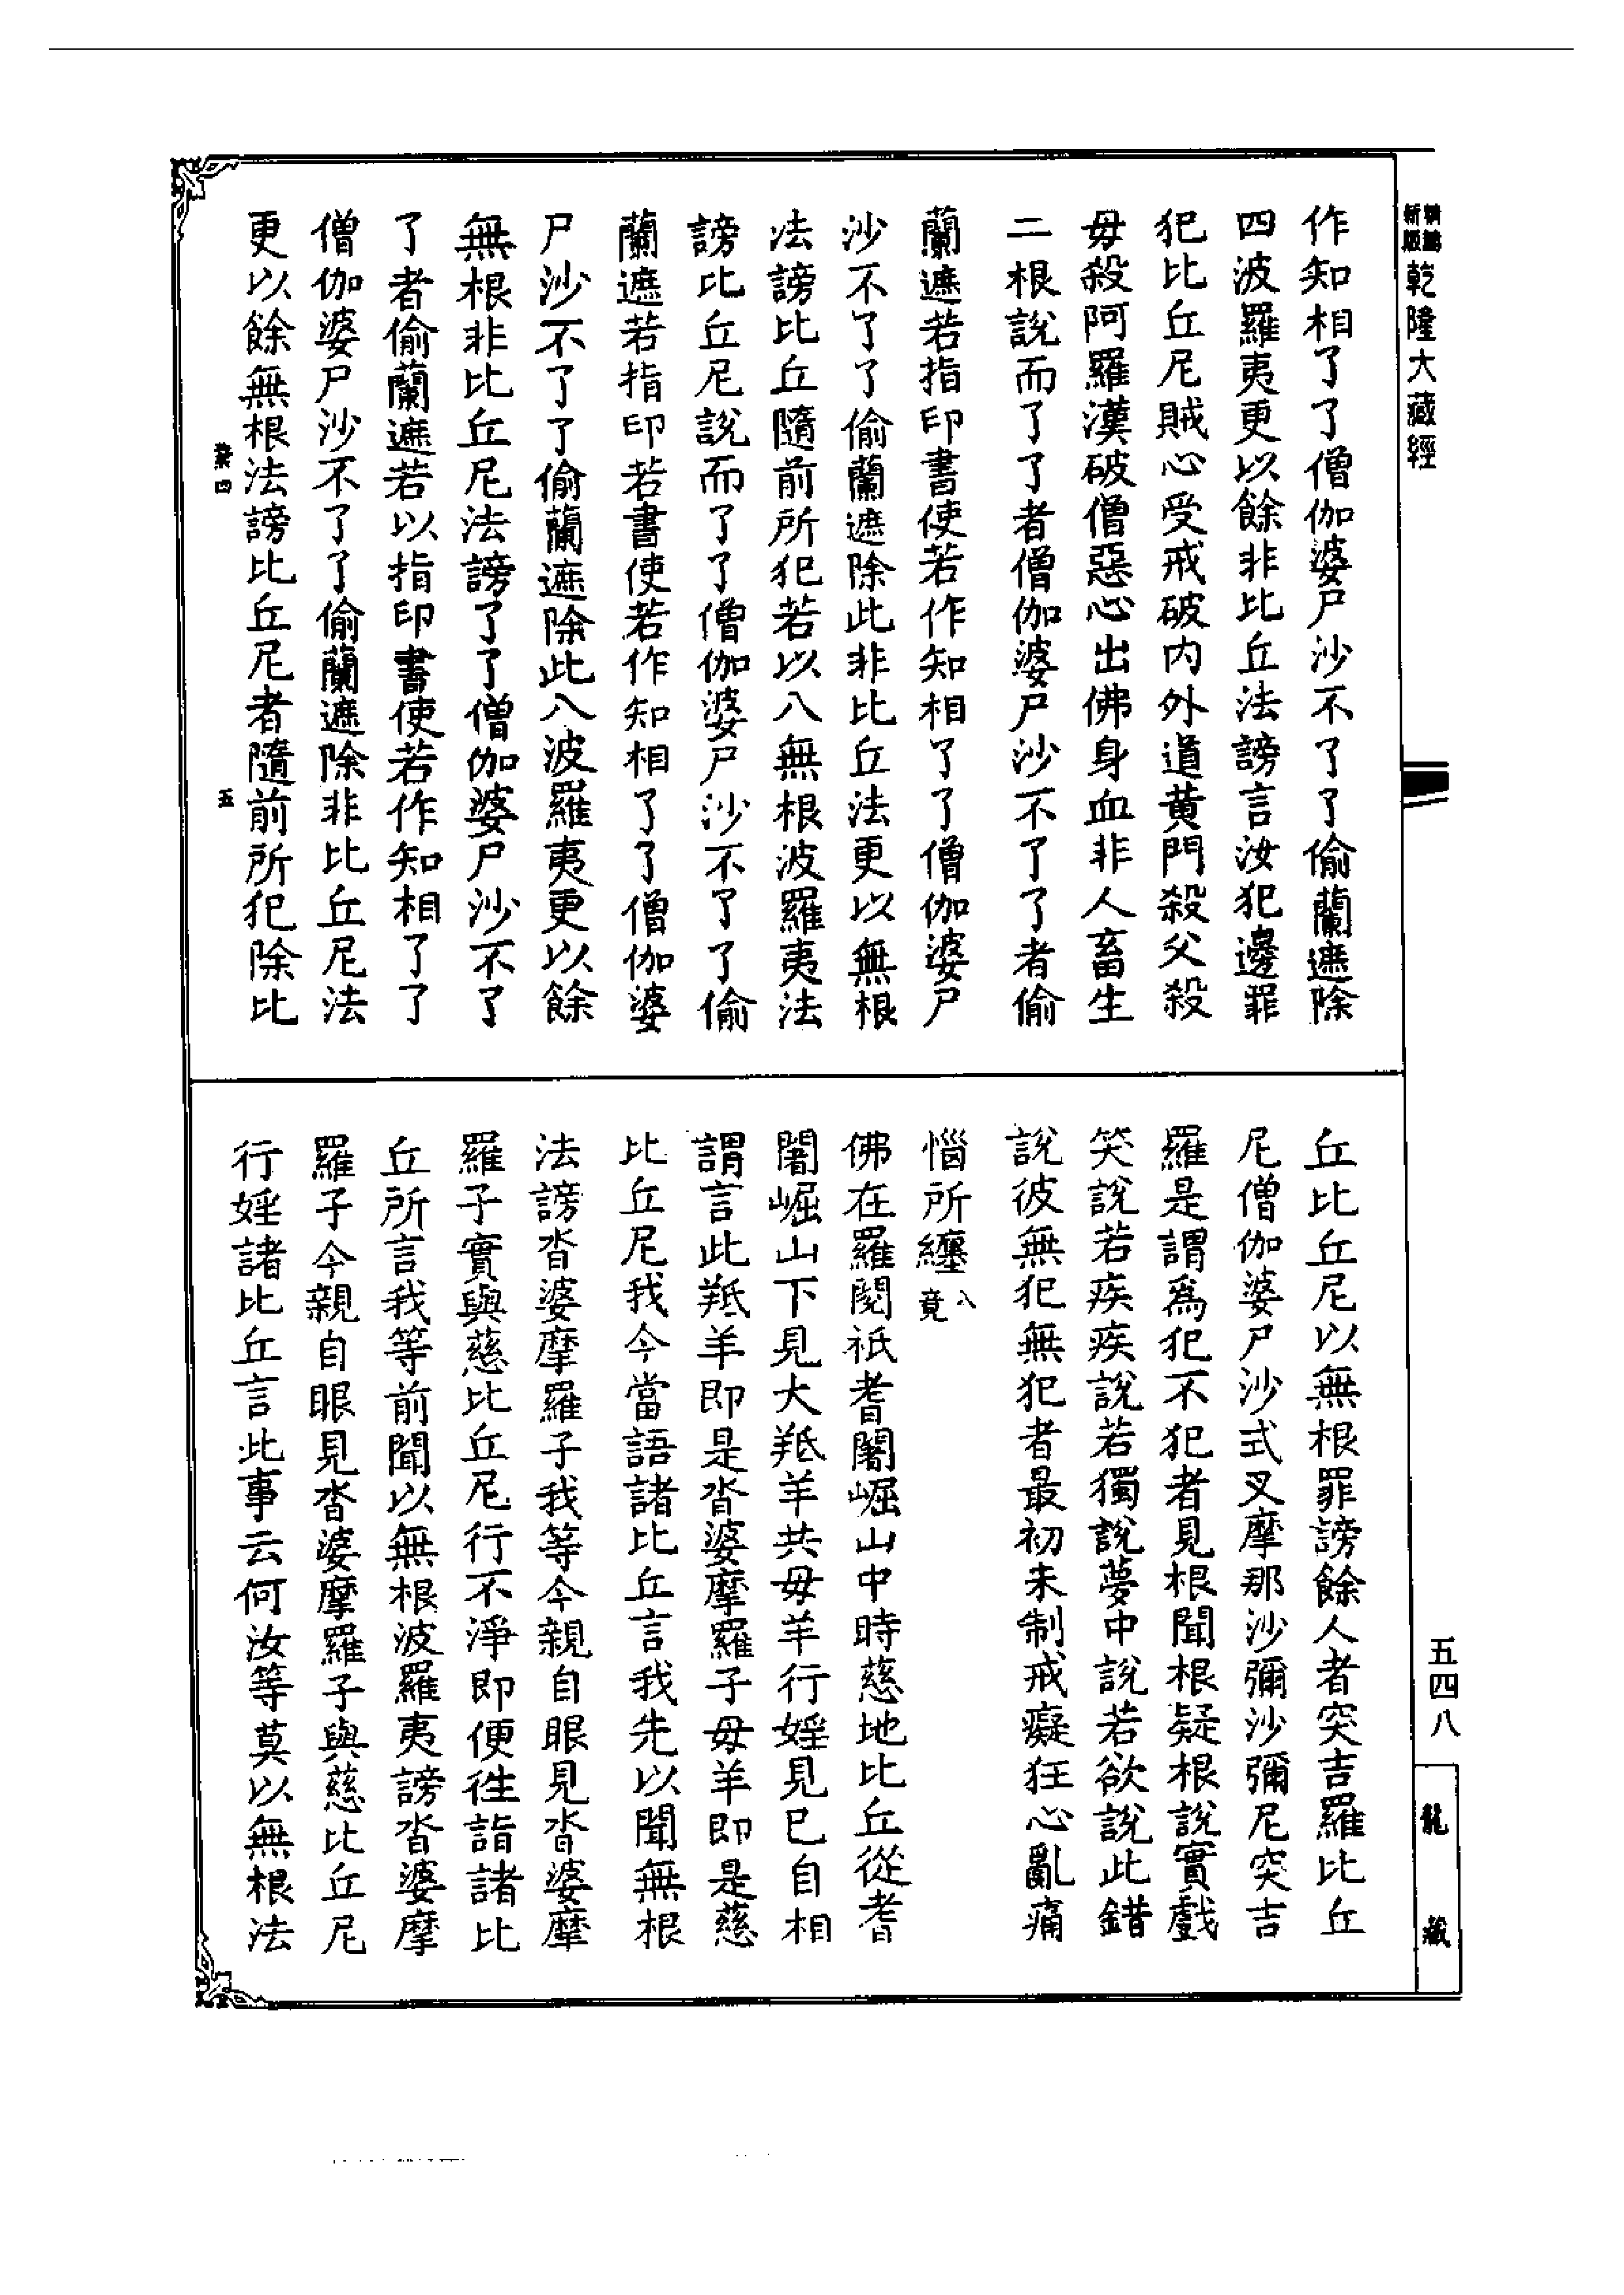 新版
乾隆大藏經
作知相了了僧伽婆尸沙不了了偷蘭遮除
四波羅夷更以餘非比丘法謗言汝犯邊罪
犯比丘尼賊心受戒破内外道黄門殺父殺
毋殺阿羅漢破僧惡心出佛身血非人畜生
二根說而了了者僧伽婆尸沙不了了者偷
蘭遮若指印書使若作知相了了僧伽婆尸
沙不了了偷蘭遮除此非比丘法更以無根
法謗比丘隨前所犯若以八無根波羅夷法
謗比丘尼說而了了僧伽婆尸沙不了了偷
蘭遮若指印若書使若作知相了了僧伽婆
尸沙不了了偷蘭遮除此八波羅夷更以餘
無根非比丘尼法謗了了僧伽婆尸沙不了
了者偷蘭遮若以指印書使若作知相了了
僧伽婆尸沙不了了偷蘭遮除非比丘尼法
更以餘無根法謗比丘尼者隨前所犯除比
染四
五
丘比丘尼以無根罪謗餘人者突吉羅比丘
尼僧伽婆尸沙式叉摩那沙彌沙彌尼突吉
羅是謂爲犯不犯者見根聞根疑根說實戲
笑說若疾疾說若獨說夢中說若欲說此錯
說彼無犯無犯者最初未制戒癡狂心亂痛
惱所纏八竟
佛在羅閱祇耆闍崛山中時慈地比丘從耆
闍崛山下見大羝羊共毋羊行婬見已自相
謂言此羝羊即是沓婆摩羅子毋羊即是慈
比丘尼我今當語諸比丘言我先以聞無根
法謗沓婆摩羅子我等今親自眼見沓婆摩
羅子實與慈比丘尼行不淨即便徃詣諸比
丘所言我等前聞以無根波羅夷謗沓婆摩
羅子今親自眼見沓婆摩羅子與慈比丘尼
行婬諸比丘言此事云何汝等莫以無根法
五四八
龍藏